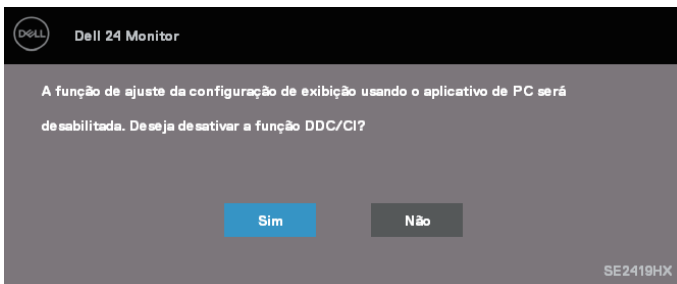 DELL
Dell 24 Monitor
A função de ajuste da configuração de exibição usando o aplicativo de PC será
desabilitada. Deseja desativar a função DDC/CI?
Sim
Não
SE2419HX